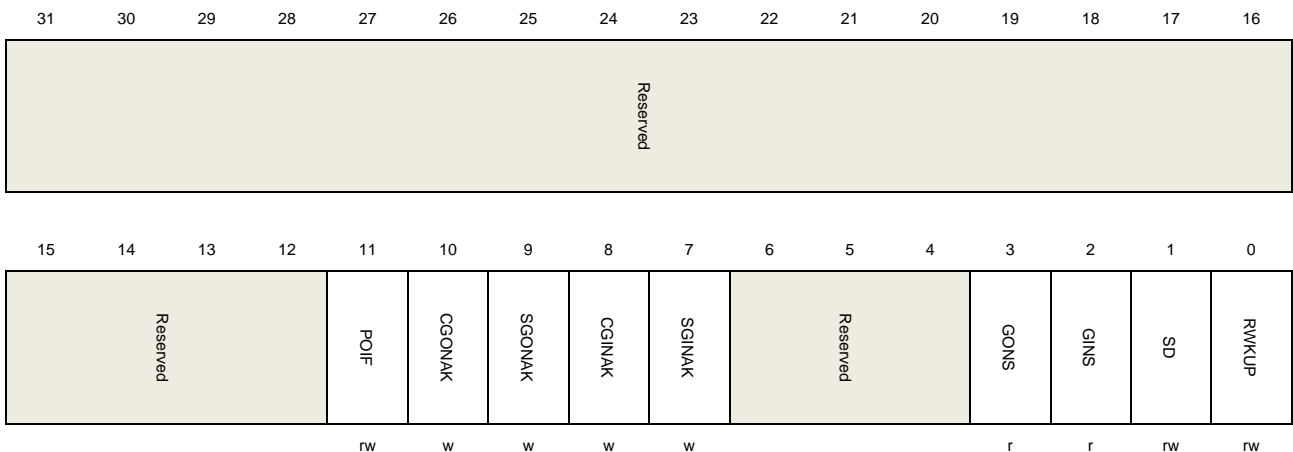 31 30 29 28 27 26 25 24 23 22 21 20 19 18 17 16
Reserved
15 14 13 12 11 10 9 8 7 6 5 4 3 2 1 0
Reserved POIF CGONAK SGONAK CGINAK SGINAK Reserved GONS GINS SD RWKUP
rw w w w w r r rw rw